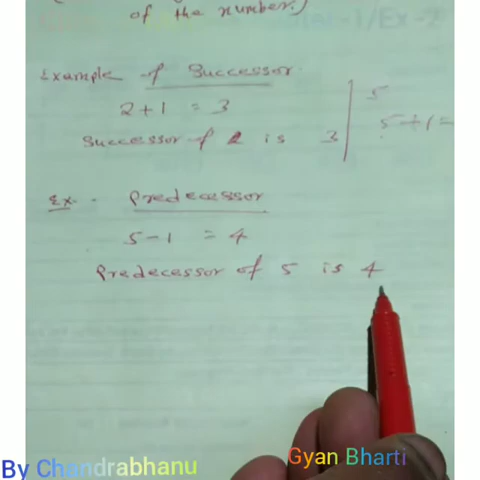 of the number.)
Example of Successor.
2+1 = 3
Successor of 2 is 3
5
5+1=
Ex. - Predecessor
5-1 = 4
Predecessor of 5 is 4
By Chandrabhanu
Gyan Bharti